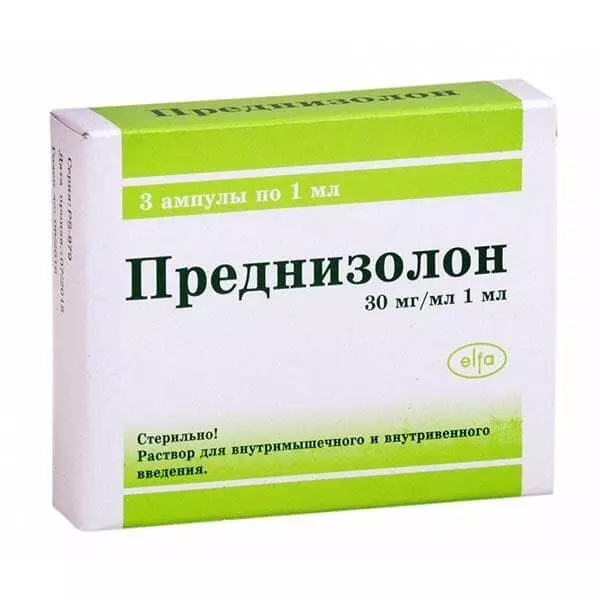 Преднизолон
3 ампулы по 1 мл
Преднизолон
30 мг/мл 1 мл
elfa
Стерильно!
Раствор для внутримышечного и внутривенного
введения.